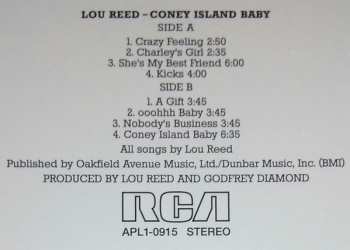 LOU REED – CONEY ISLAND BABY
SIDE A
1. Crazy Feeling 2:50
2. Charley's Girl 2:35
3. She's My Best Friend 6:00
4. Kicks 4:00
SIDE B
1. A Gift 3:45
2. ooohhh Baby 3:45
3. Nobody's Business 3:45
4. Coney Island Baby 6:35
All songs by Lou Reed
Published by Oakfield Avenue Music, Ltd./Dunbar Music, Inc. (BMI)
PRODUCED BY LOU REED AND GODFREY DIAMOND
RCA
APL1-0915 STEREO